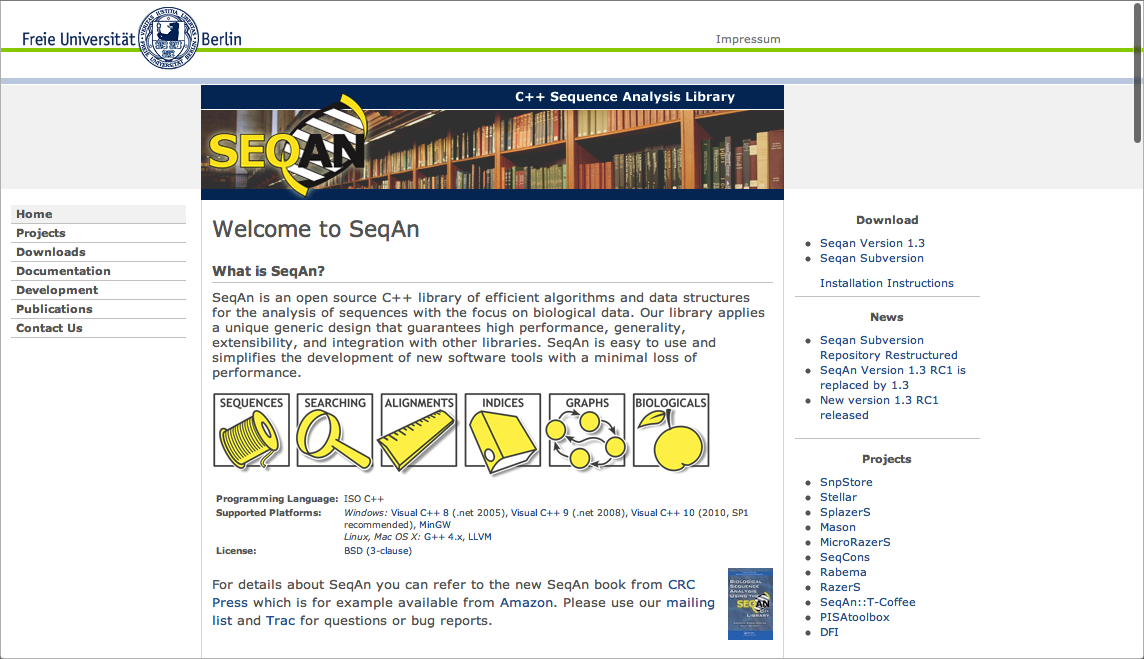 Freie Universität Berlin
Impressum
C++ Sequence Analysis Library
SEQAN
Home
Projects
Downloads
Documentation
Development
Publications
Contact Us
Welcome to SeqAn
What is SeqAn?
SeqAn is an open source C++ library of efficient algorithms and data structures
for the analysis of sequences with the focus on biological data. Our library applies
a unique generic design that guarantees high performance, generality,
extensibility, and integration with other libraries. SeqAn is easy to use and
simplifies the development of new software tools with a minimal loss of
performance.
SEQUENCES SEARCHING ALIGNMENTS INDICES GRAPHS BIOLOGICALS
Programming Language: ISO C++
Supported Platforms: Windows: Visual C++ 8 (.net 2005), Visual C++ 9 (.net 2008), Visual C++ 10 (2010, SP1
recommended), MinGW
Linux, Mac OS X: G++ 4.x, LLVM
License: BSD (3-clause)
For details about SeqAn you can refer to the new SeqAn book from CRC
Press which is for example available from Amazon. Please use our mailing
list and Trac for questions or bug reports.
BIOLOGICAL
SEQUENCE
ANALYSIS
USING THE
SEQAN
LIBRARY
Download
Seqan Version 1.3
Seqan Subversion
Installation Instructions
News
Seqan Subversion
Repository Restructured
SeqAn Version 1.3 RC1 is
replaced by 1.3
New version 1.3 RC1
released
Projects
SnpStore
Stellar
SplazerS
Mason
MicroRazerS
SeqCons
Rabema
RazerS
SeqAn::T-Coffee
PISAtoolbox
DFI